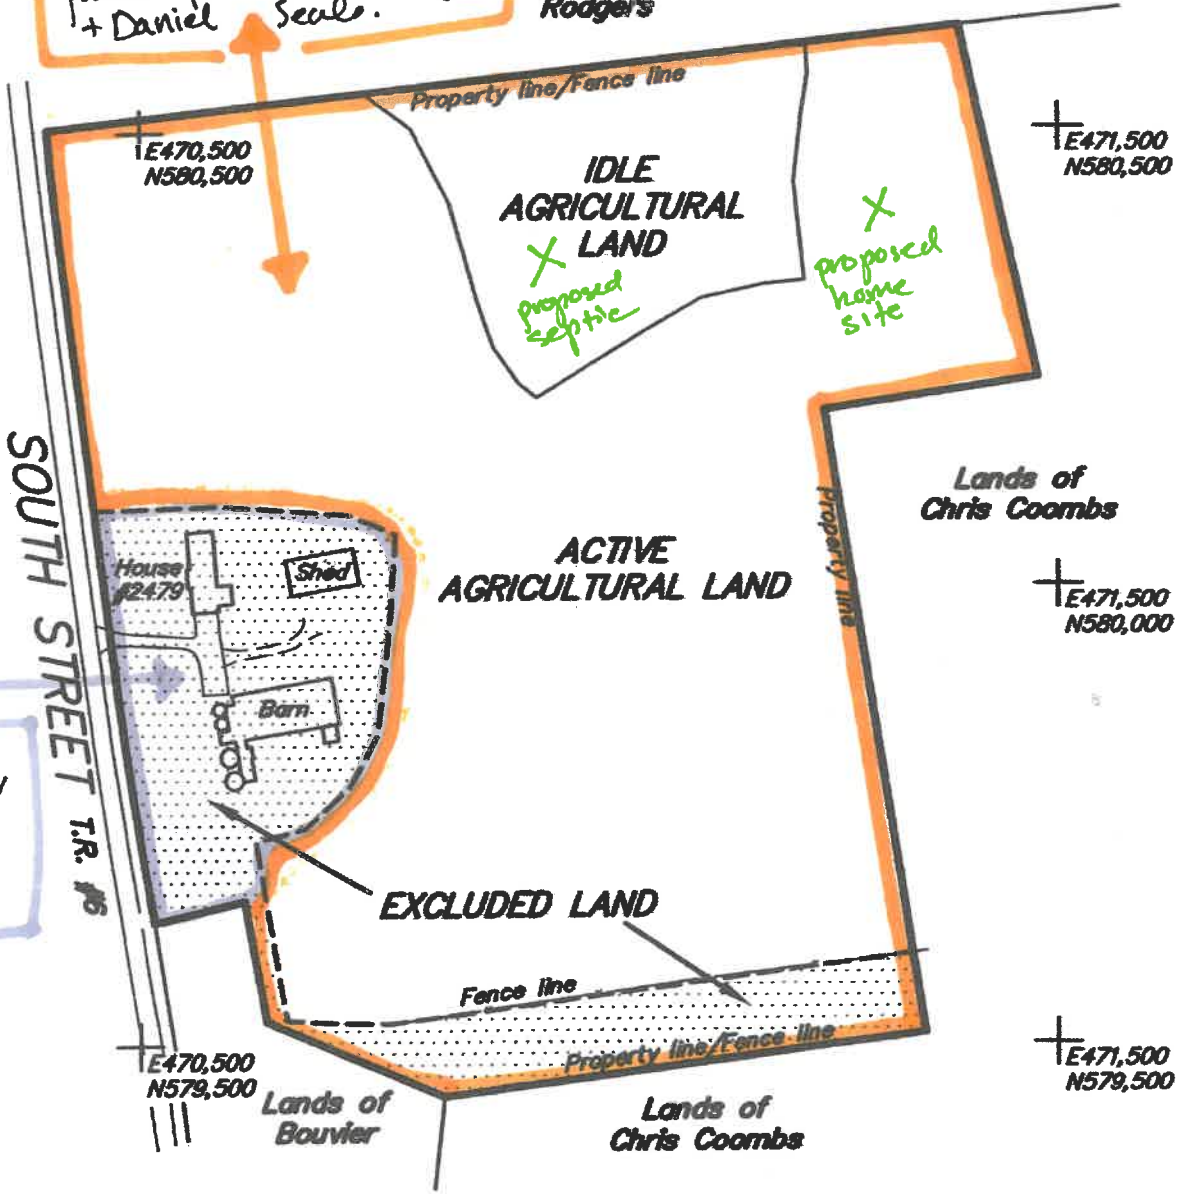 + Daniel Seals.
Rodgers
Property line/Fence line
E470,500
N580,500
E471,500
N580,500
IDLE
AGRICULTURAL
LAND
X
proposed
septic
X
proposed
home
site
SOUTH STREET T.R. #6
Lands of
Chris Coombs
Property line
House
#2479
Shed
ACTIVE
AGRICULTURAL LAND
E471,500
N580,000
Barn
EXCLUDED LAND
Fence line
Property line/Fence line
E470,500
N579,500
E471,500
N579,500
Lands of
Bouvier
Lands of
Chris Coombs